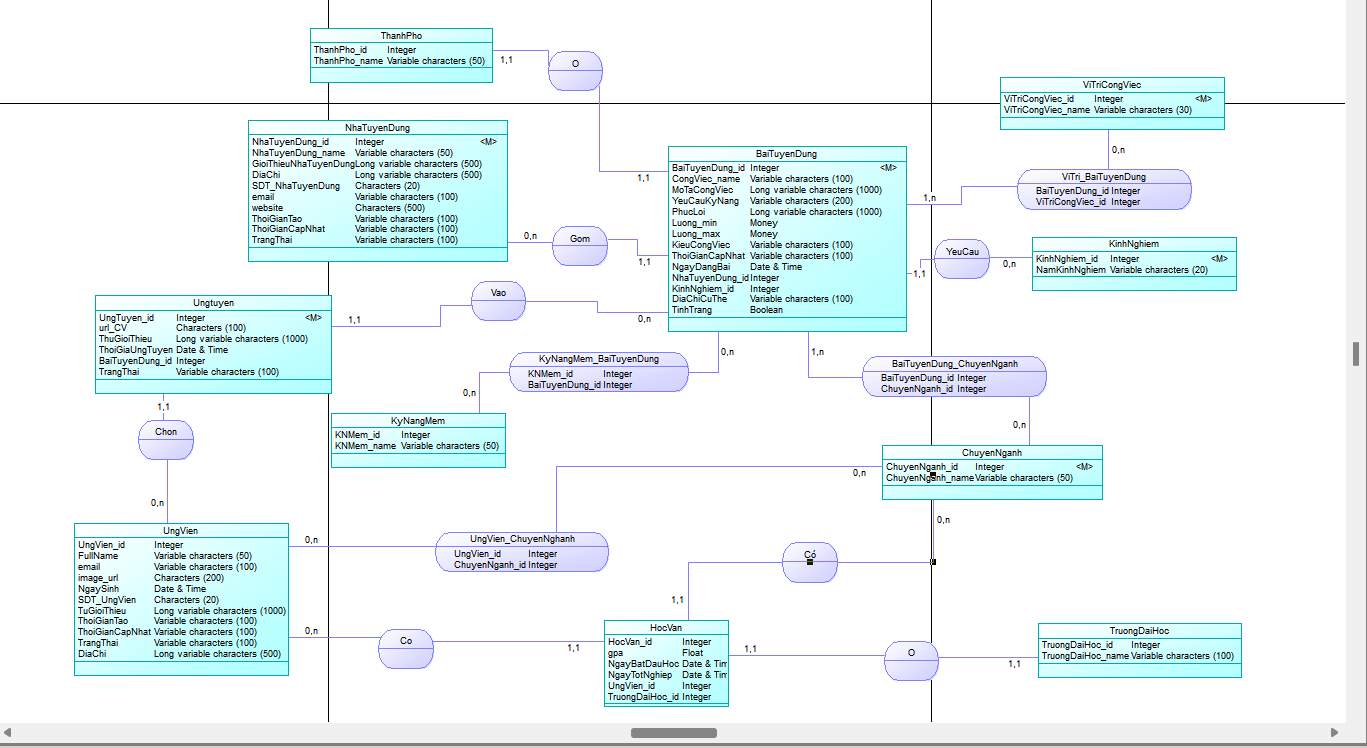 ThanhPho
ThanhPho_id Integer
ThanhPho_name Variable characters (50)
1,1
O
1,1
ViTriCongViec
ViTriCongViec_id Integer <M>
ViTriCongViec_name Variable characters (30)
0,n
ViTri_BaiTuyenDung
BaiTuyenDung_id Integer
ViTriCongViec_id Integer
1,n
NhaTuyenDung
NhaTuyenDung_id Integer <M>
NhaTuyenDung_name Variable characters (50)
GioiThieuNhaTuyenDung Long variable characters (500)
DiaChi Long variable characters (500)
SDT_NhaTuyenDung Characters (20)
email Variable characters (100)
website Characters (500)
ThoiGianTao Variable characters (100)
ThoiGianCapNhat Variable characters (100)
TrangThai Variable characters (100)
0,n
Gom
1,1
BaiTuyenDung
BaiTuyenDung_id Integer <M>
CongViec_name Variable characters (100)
MoTaCongViec Long variable characters (1000)
YeuCauKyNang Variable characters (200)
PhucLoi Long variable characters (1000)
Luong_min Money
Luong_max Money
KieuCongViec Variable characters (100)
ThoiGianCapNhat Variable characters (100)
NgayDangBai Date & Time
NhaTuyenDung_id Integer
KinhNghiem_id Integer
DiaChiCuThe Variable characters (100)
TinhTrang Boolean
1,1
YeuCau
0,n
KinhNghiem
KinhNghiem_id Integer <M>
NamKinhNghiem Variable characters (20)
Ungtuyen
UngTuyen_id Integer <M>
url_CV Characters (100)
ThuGioiThieu Long variable characters (1000)
ThoiGiaUngTuyen Date & Time
BaiTuyenDung_id Integer
TrangThai Variable characters (100)
1,1
Vao
0,n
KyNangMem_BaiTuyenDung
KNMem_id Integer
BaiTuyenDung_id Integer
0,n
0,n
1,n
BaiTuyenDung_ChuyenNganh
BaiTuyenDung_id Integer
ChuyenNganh_id Integer
0,n
KyNangMem
KNMem_id Integer
KNMem_name Variable characters (50)
1,1
Chon
0,n
ChuyenNganh
ChuyenNganh_id Integer <M>
ChuyenNganh_name Variable characters (50)
0,n
0,n
UngVien
UngVien_id Integer
FullName Variable characters (50)
email Variable characters (100)
image_url Characters (200)
NgaySinh Date & Time
SDT_UngVien Characters (20)
TuGioiThieu Long variable characters (1000)
ThoiGianTao Variable characters (100)
ThoiGianCapNhat Variable characters (100)
TrangThai Variable characters (100)
DiaChi Long variable characters (500)
0,n
UngVien_ChuyenNghanh
UngVien_id Integer
ChuyenNganh_id Integer
Có
1,1
0,n
Co
1,1
HocVan
HocVan_id Integer
gpa Float
NgayBatDauHoc Date & Tim
NgayTotNghiep Date & Tim
UngVien_id Integer
TruongDaiHoc_id Integer
1,1
O
1,1
TruongDaiHoc
TruongDaiHoc_id Integer
TruongDaiHoc_name Variable characters (100)